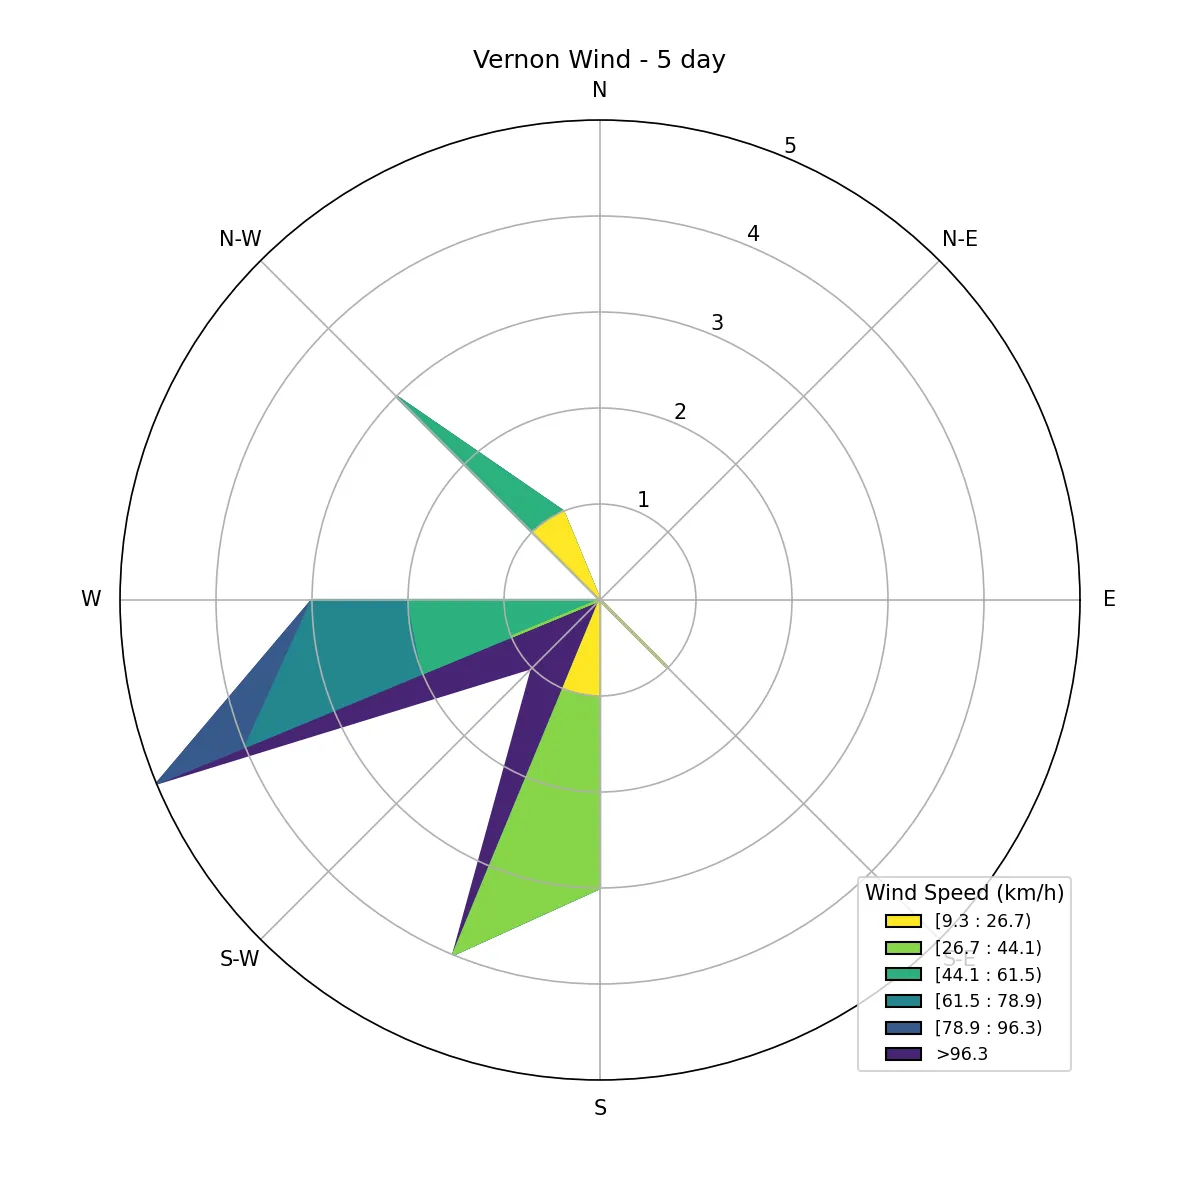 Vernon Wind - 5 day
N
5
N-W
N-E
4
3
2
1
W
E
Wind Speed (km/h)
[9.3 : 26.7)
[26.7 : 44.1)
S-W
S-E
[44.1 : 61.5)
[61.5 : 78.9)
[78.9 : 96.3)
>96.3
S